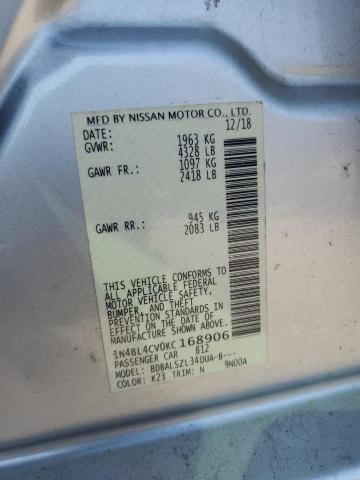 MFD BY NISSAN MOTOR CO., LTD.
DATE: 12/18
GVWR: 1963 KG
4328 LB
GAWR FR.: 1097 KG
2418 LB
GAWR RR.: 945 KG
2083 LB
THIS VEHICLE CONFORMS TO
ALL APPLICABLE FEDERAL
MOTOR VEHICLE SAFETY,
BUMPER, AND THEFT
PREVENTION STANDARDS IN
EFFECT ON THE DATE OF
MANUFACTURE SHOWN ABOVE.
1N4BL4CV0KC168906
PASSENGER CAR 812
MODEL: BDBALSZL340UA-B---
COLOR: K23 TRIM: N 9N00A